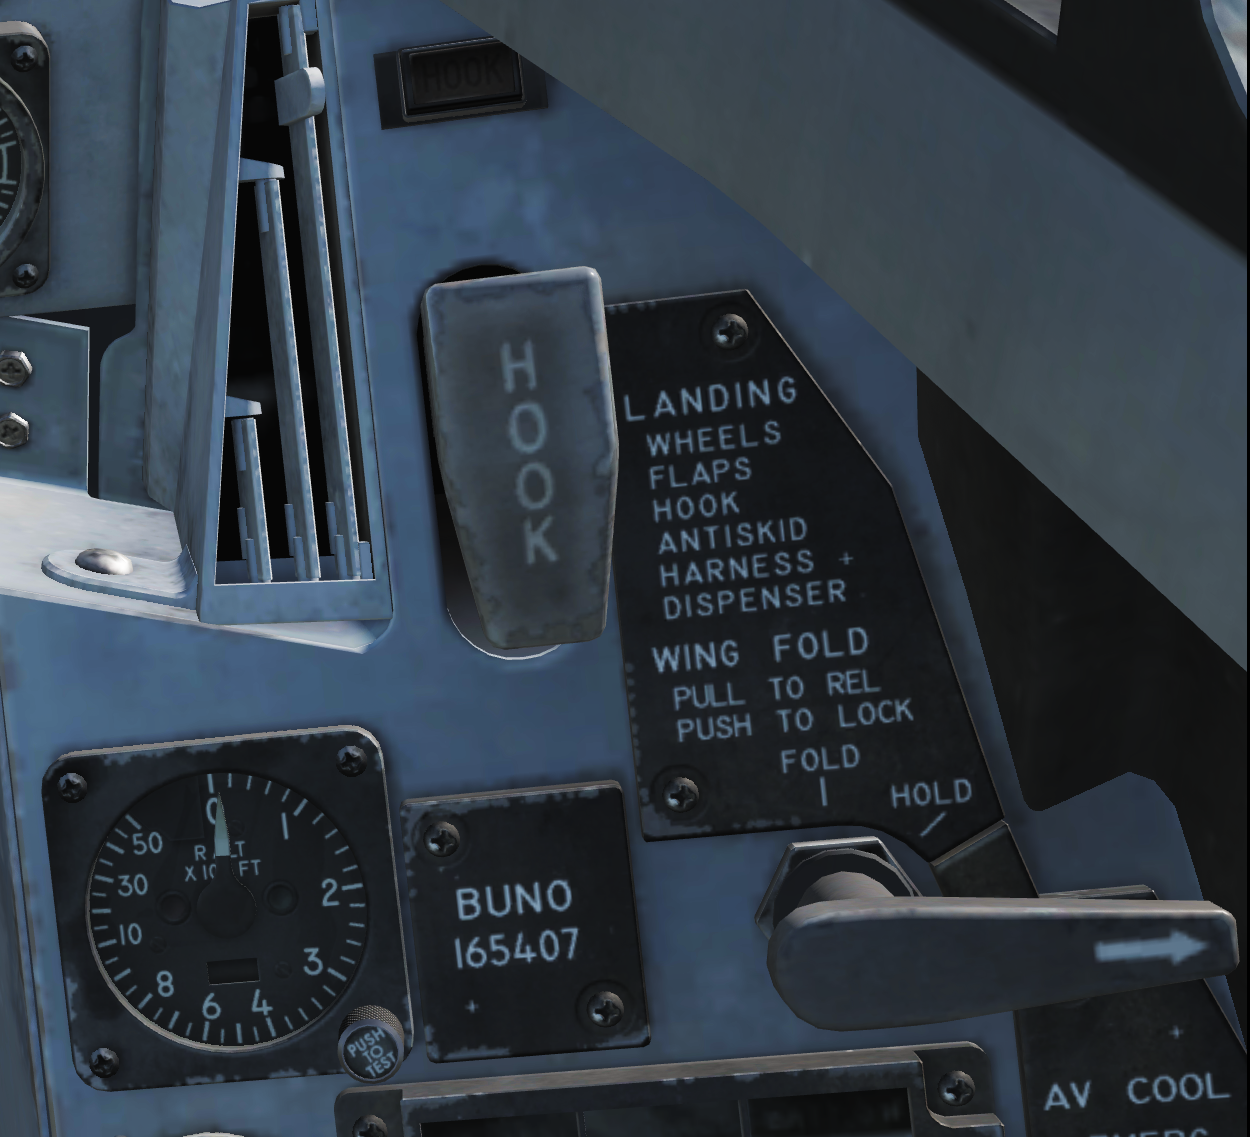 HOOK
HOOK
LANDING
WHEELS
FLAPS
HOOK
ANTISKID
HARNESS
DISPENSER
WING FOLD
PULL TO REL
PUSH TO LOCK
FOLD
HOLD
0
1
2
3
4
6
8
10
30
50
PUSH
TO
TEST
BUNO
165407
AV COOL